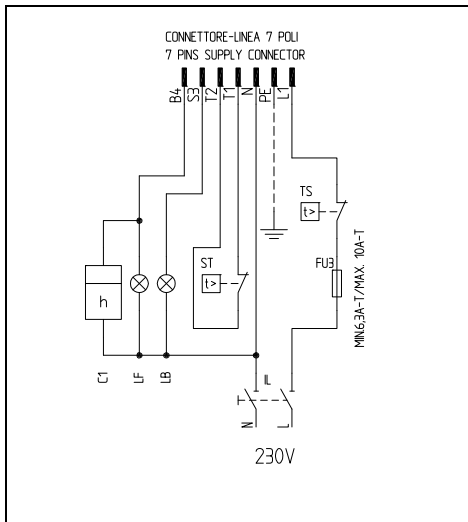 CONNETTORE-LINEA 7 POLI
7 PINS SUPPLY CONNECTOR
B4
S3
T2
T1
N
PE
L1
TS
t>
ST
t>
FU3
MIN.6,3A-T/MAX. 10A-T
h
C1
LF
LB
IL
N
L
230V